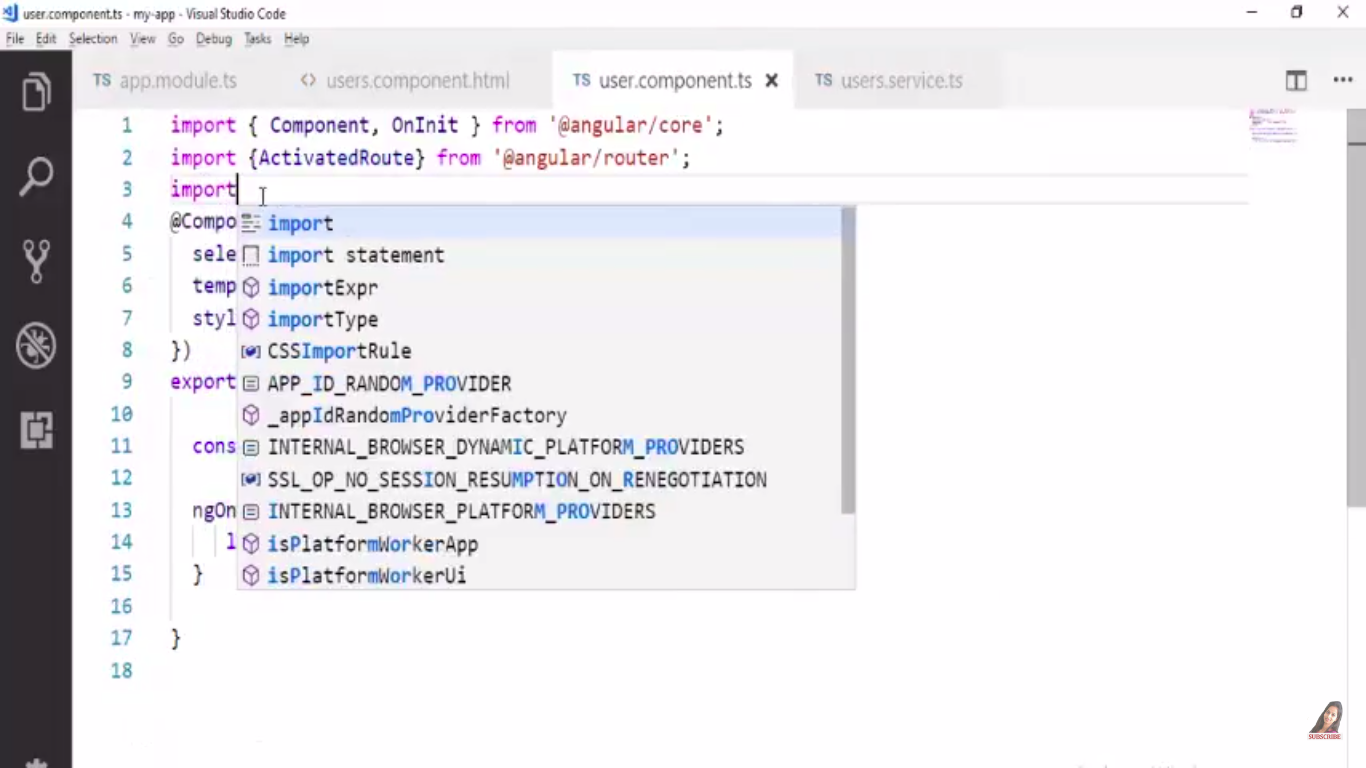 user.component.ts - my-app - Visual Studio Code
File Edit Selection View Go Debug Tasks Help
TS app.module.ts <> users.component.html TS user.component.ts TS users.service.ts
1 import { Component, OnInit } from '@angular/core';
2 import {ActivatedRoute} from '@angular/router';
3 import
4 @Compo import
5 sele import statement
6 temp importExpr
7 styl importType
8 }) CSSImportRule
9 export APP_ID_RANDOM_PROVIDER
10 _appIdRandomProviderFactory
11 cons INTERNAL_BROWSER_DYNAMIC_PLATFORM_PROVIDERS
12 SSL_OP_NO_SESSION_RESUMPTION_ON_RENEGOTIATION
13 ngOn INTERNAL_BROWSER_PLATFORM_PROVIDERS
14 l isPlatformWorkerApp
15 } isPlatformWorkerUi
16
17 }
18
SUBSCRIBE